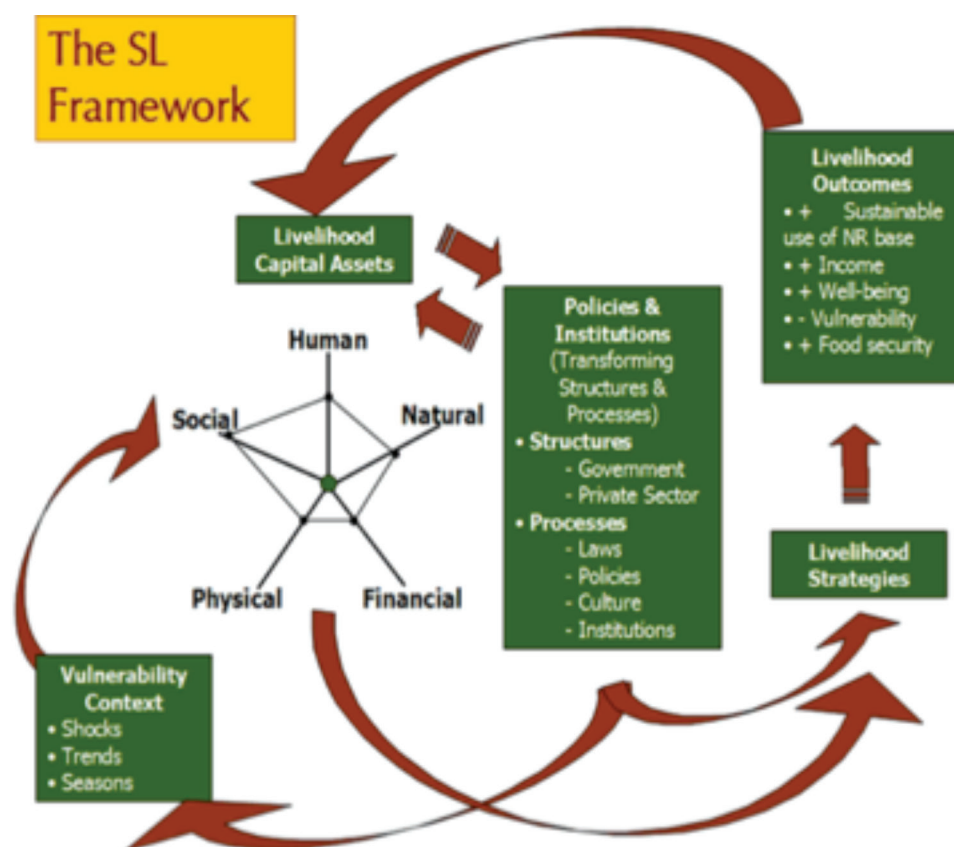 The SL
Framework
Livelihood
Outcomes
• + Sustainable
use of NR base
• + Income
• + Well-being
• - Vulnerability
• + Food security
Livelihood
Capital Assets
Policies &
Institutions
(Transforming
Structures &
Processes)
• Structures
- Government
- Private Sector
• Processes
- Laws
- Policies
- Culture
- Institutions
Human
Social
Natural
Physical
Financial
Livelihood
Strategies
Vulnerability
Context
• Shocks
• Trends
• Seasons